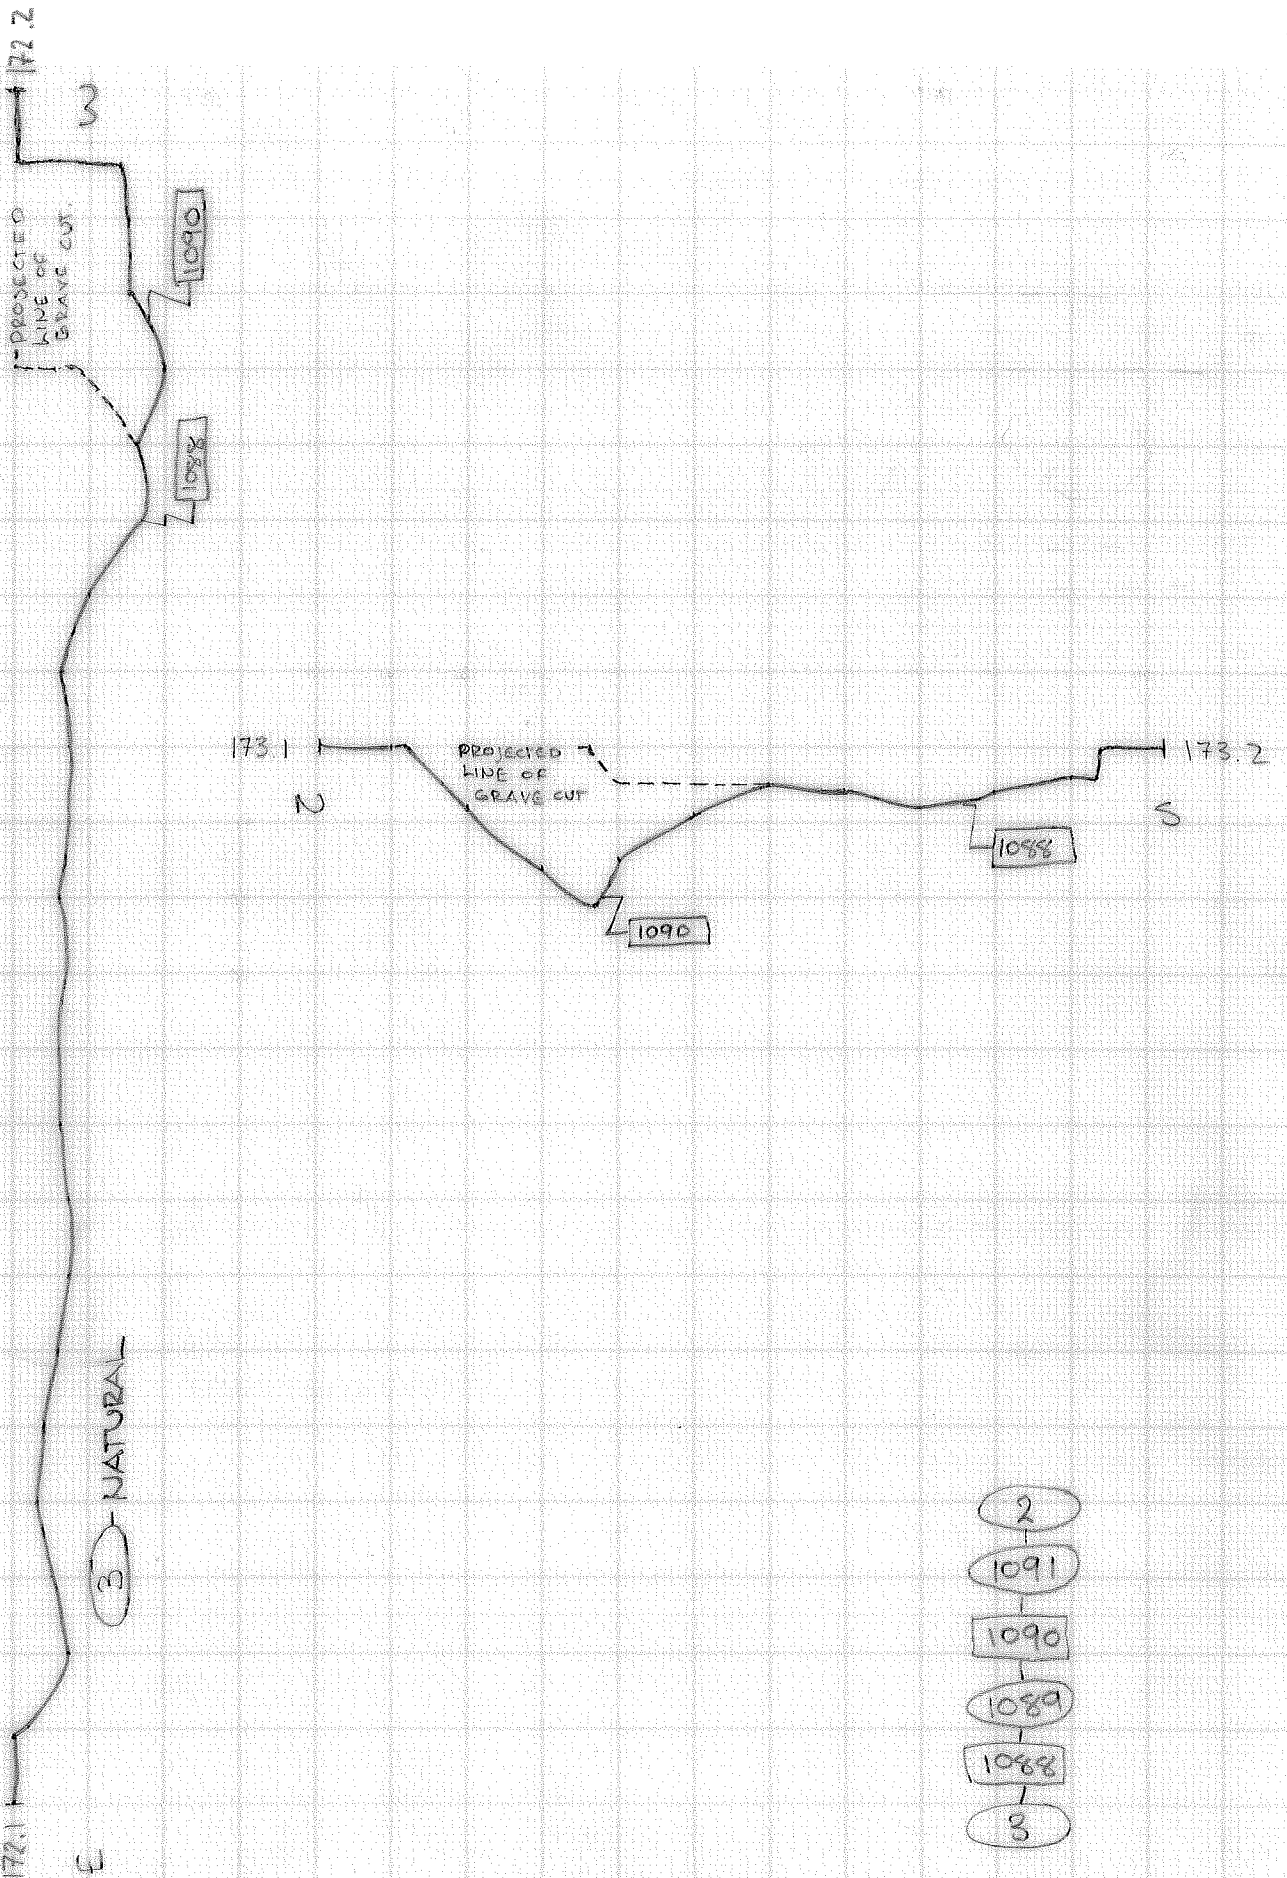 172.2
W
1090
PROJECTED
LINE OF
GRAVE CUT.
1088
173.1
N
PROJECTED
LINE OF
GRAVE CUT
1090
1088
173.2
S
3 NATURAL
172.1
E
2
1091
1090
1089
1088
3